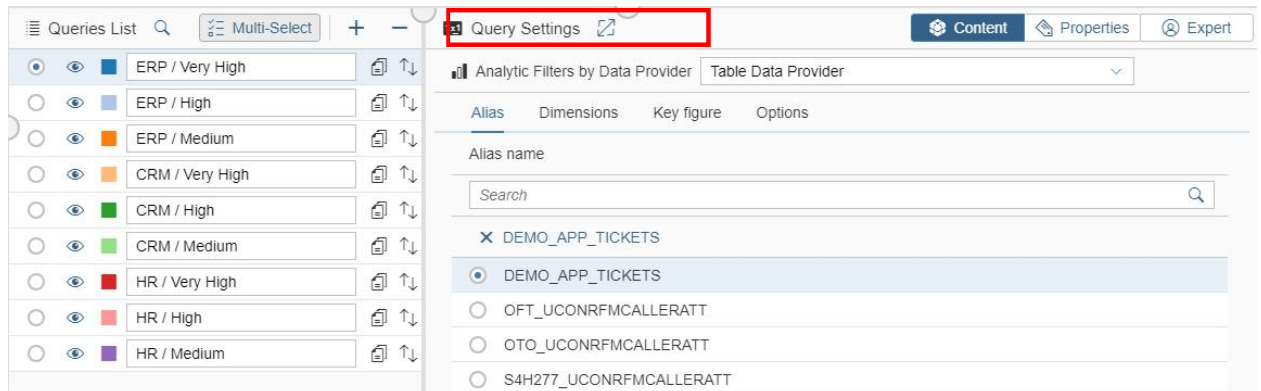 Queries List
Multi-Select
ERP / Very High
ERP / High
ERP / Medium
CRM / Very High
CRM / High
CRM / Medium
HR / Very High
HR / High
HR / Medium
Query Settings
Content
Properties
Expert
Analytic Filters by Data Provider
Table Data Provider
Alias
Dimensions
Key figure
Options
Alias name
Search
DEMO_APP_TICKETS
DEMO_APP_TICKETS
OFT_UCONRFMCALLERATT
OTO_UCONRFMCALLERATT
S4H277_UCONRFMCALLERATT